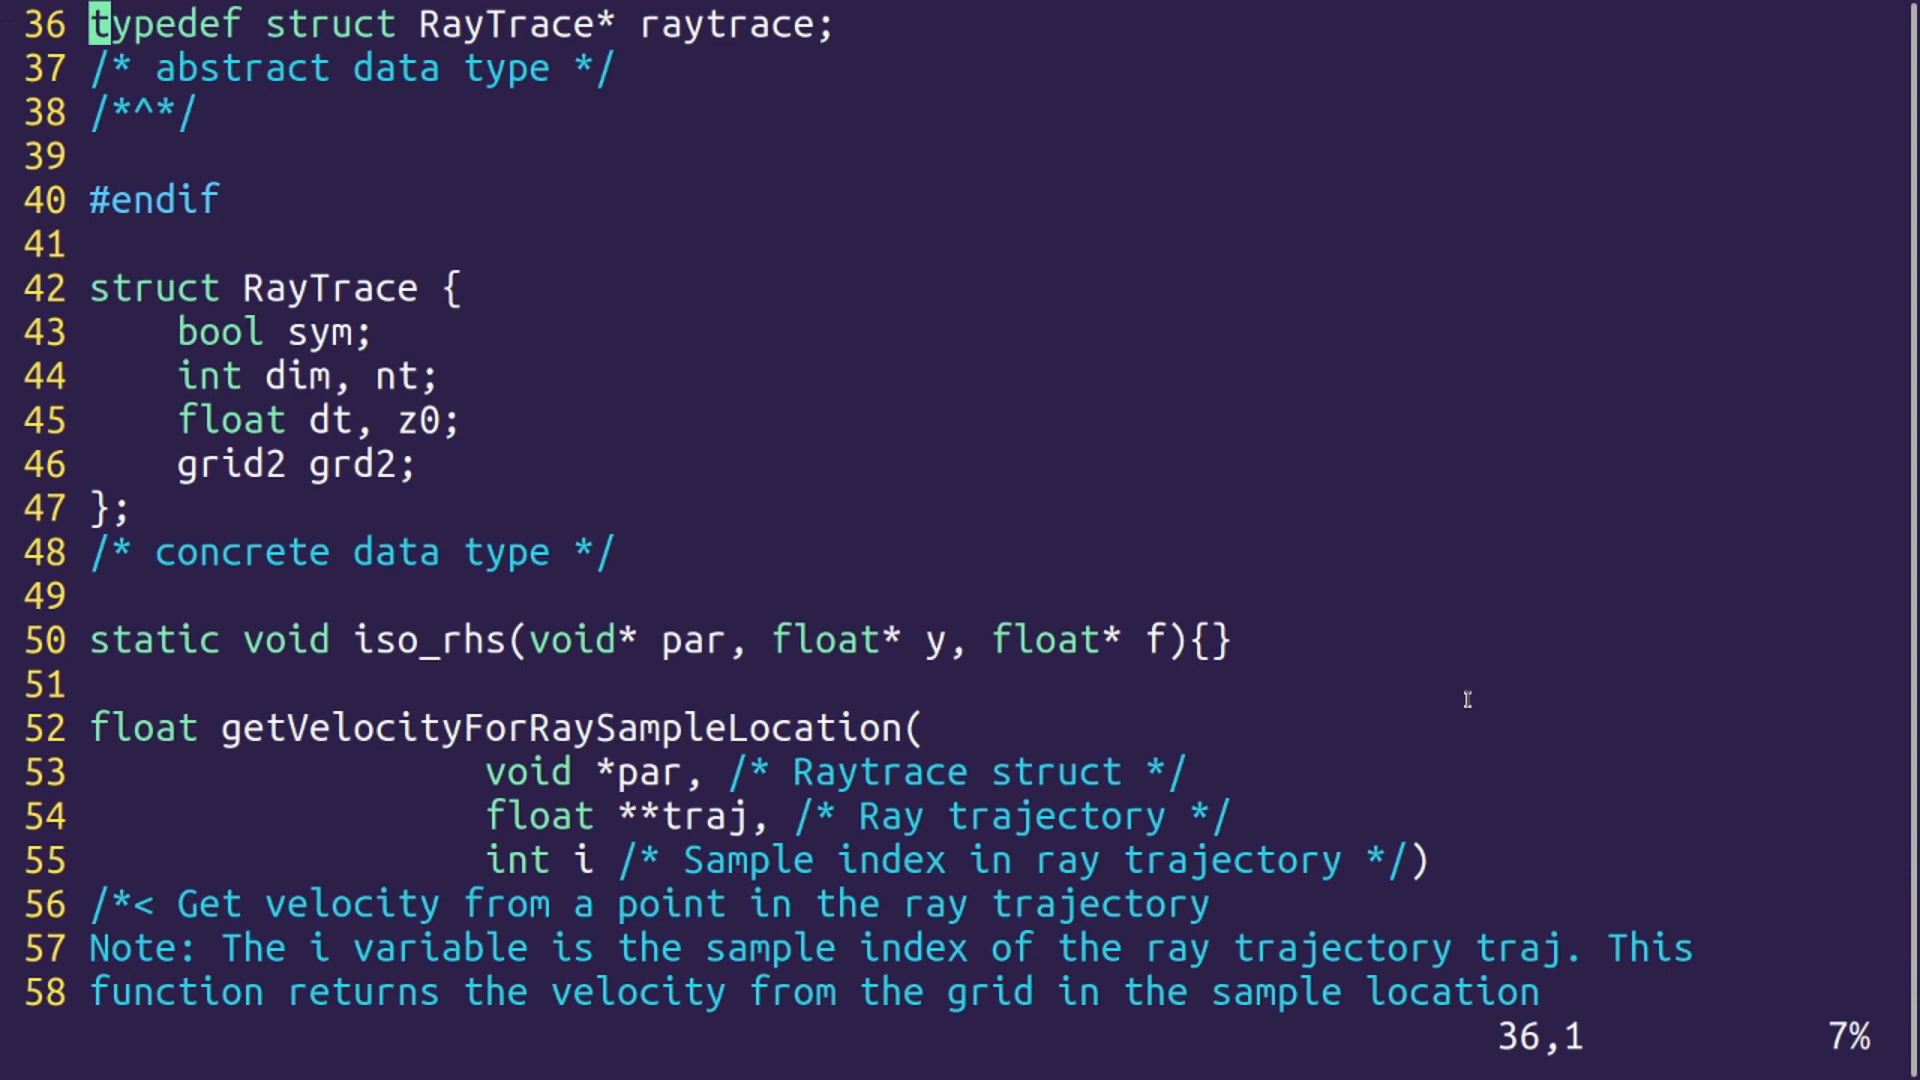 36 typedef struct RayTrace* raytrace;
37 /* abstract data type */
38 /*^*/
39
40 #endif
41
42 struct RayTrace {
43     bool sym;
44     int dim, nt;
45     float dt, z0;
46     grid2 grd2;
47 };
48 /* concrete data type */
49
50 static void iso_rhs(void* par, float* y, float* f){}
51
52 float getVelocityForRaySampleLocation(
53                   void *par, /* Raytrace struct */
54                   float **traj, /* Ray trajectory */
55                   int i /* Sample index in ray trajectory */)
56 /*< Get velocity from a point in the ray trajectory
57 Note: The i variable is the sample index of the ray trajectory traj. This
58 function returns the velocity from the grid in the sample location
36,1 7%